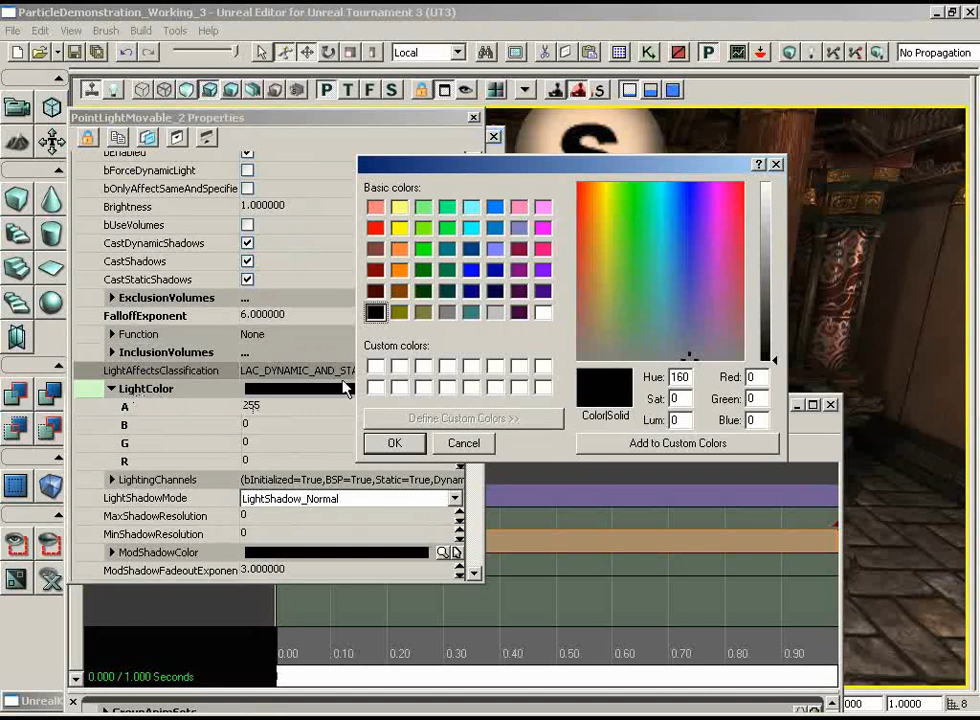 ParticleDemonstration_Working_3 - Unreal Editor for Unreal Tournament 3 (UT3)
File Edit View Brush Build Tools Help
Local
No Propagation
P T F S
PointLightMovable_2 Properties
bEnabled
bForceDynamicLight
bOnlyAffectSameAndSpecifie
Brightness 1.000000
bUseVolumes
CastDynamicShadows
CastShadows
CastStaticShadows
ExclusionVolumes ...
FalloffExponent 6.000000
Function None
InclusionVolumes ...
LightAffectsClassification LAC_DYNAMIC_AND_STA
LightColor
A 255
B 0
G 0
R 0
LightingChannels (bInitialized=True,BSP=True,Static=True,Dynam
LightShadowMode LightShadow_Normal
MaxShadowResolution 0
MinShadowResolution 0
ModShadowColor
ModShadowFadeoutExponen 3.000000
S
Basic colors:
Custom colors:
Define Custom Colors >>
OK Cancel
Color|Solid
Hue: 160 Red: 0
Sat: 0 Green: 0
Lum: 0 Blue: 0
Add to Custom Colors
0.00 0.10 0.20 0.30 0.40 0.50 0.60 0.70 0.80 0.90
0.000 / 1.000 Seconds
000 1.0000 8
GroupAnimSets